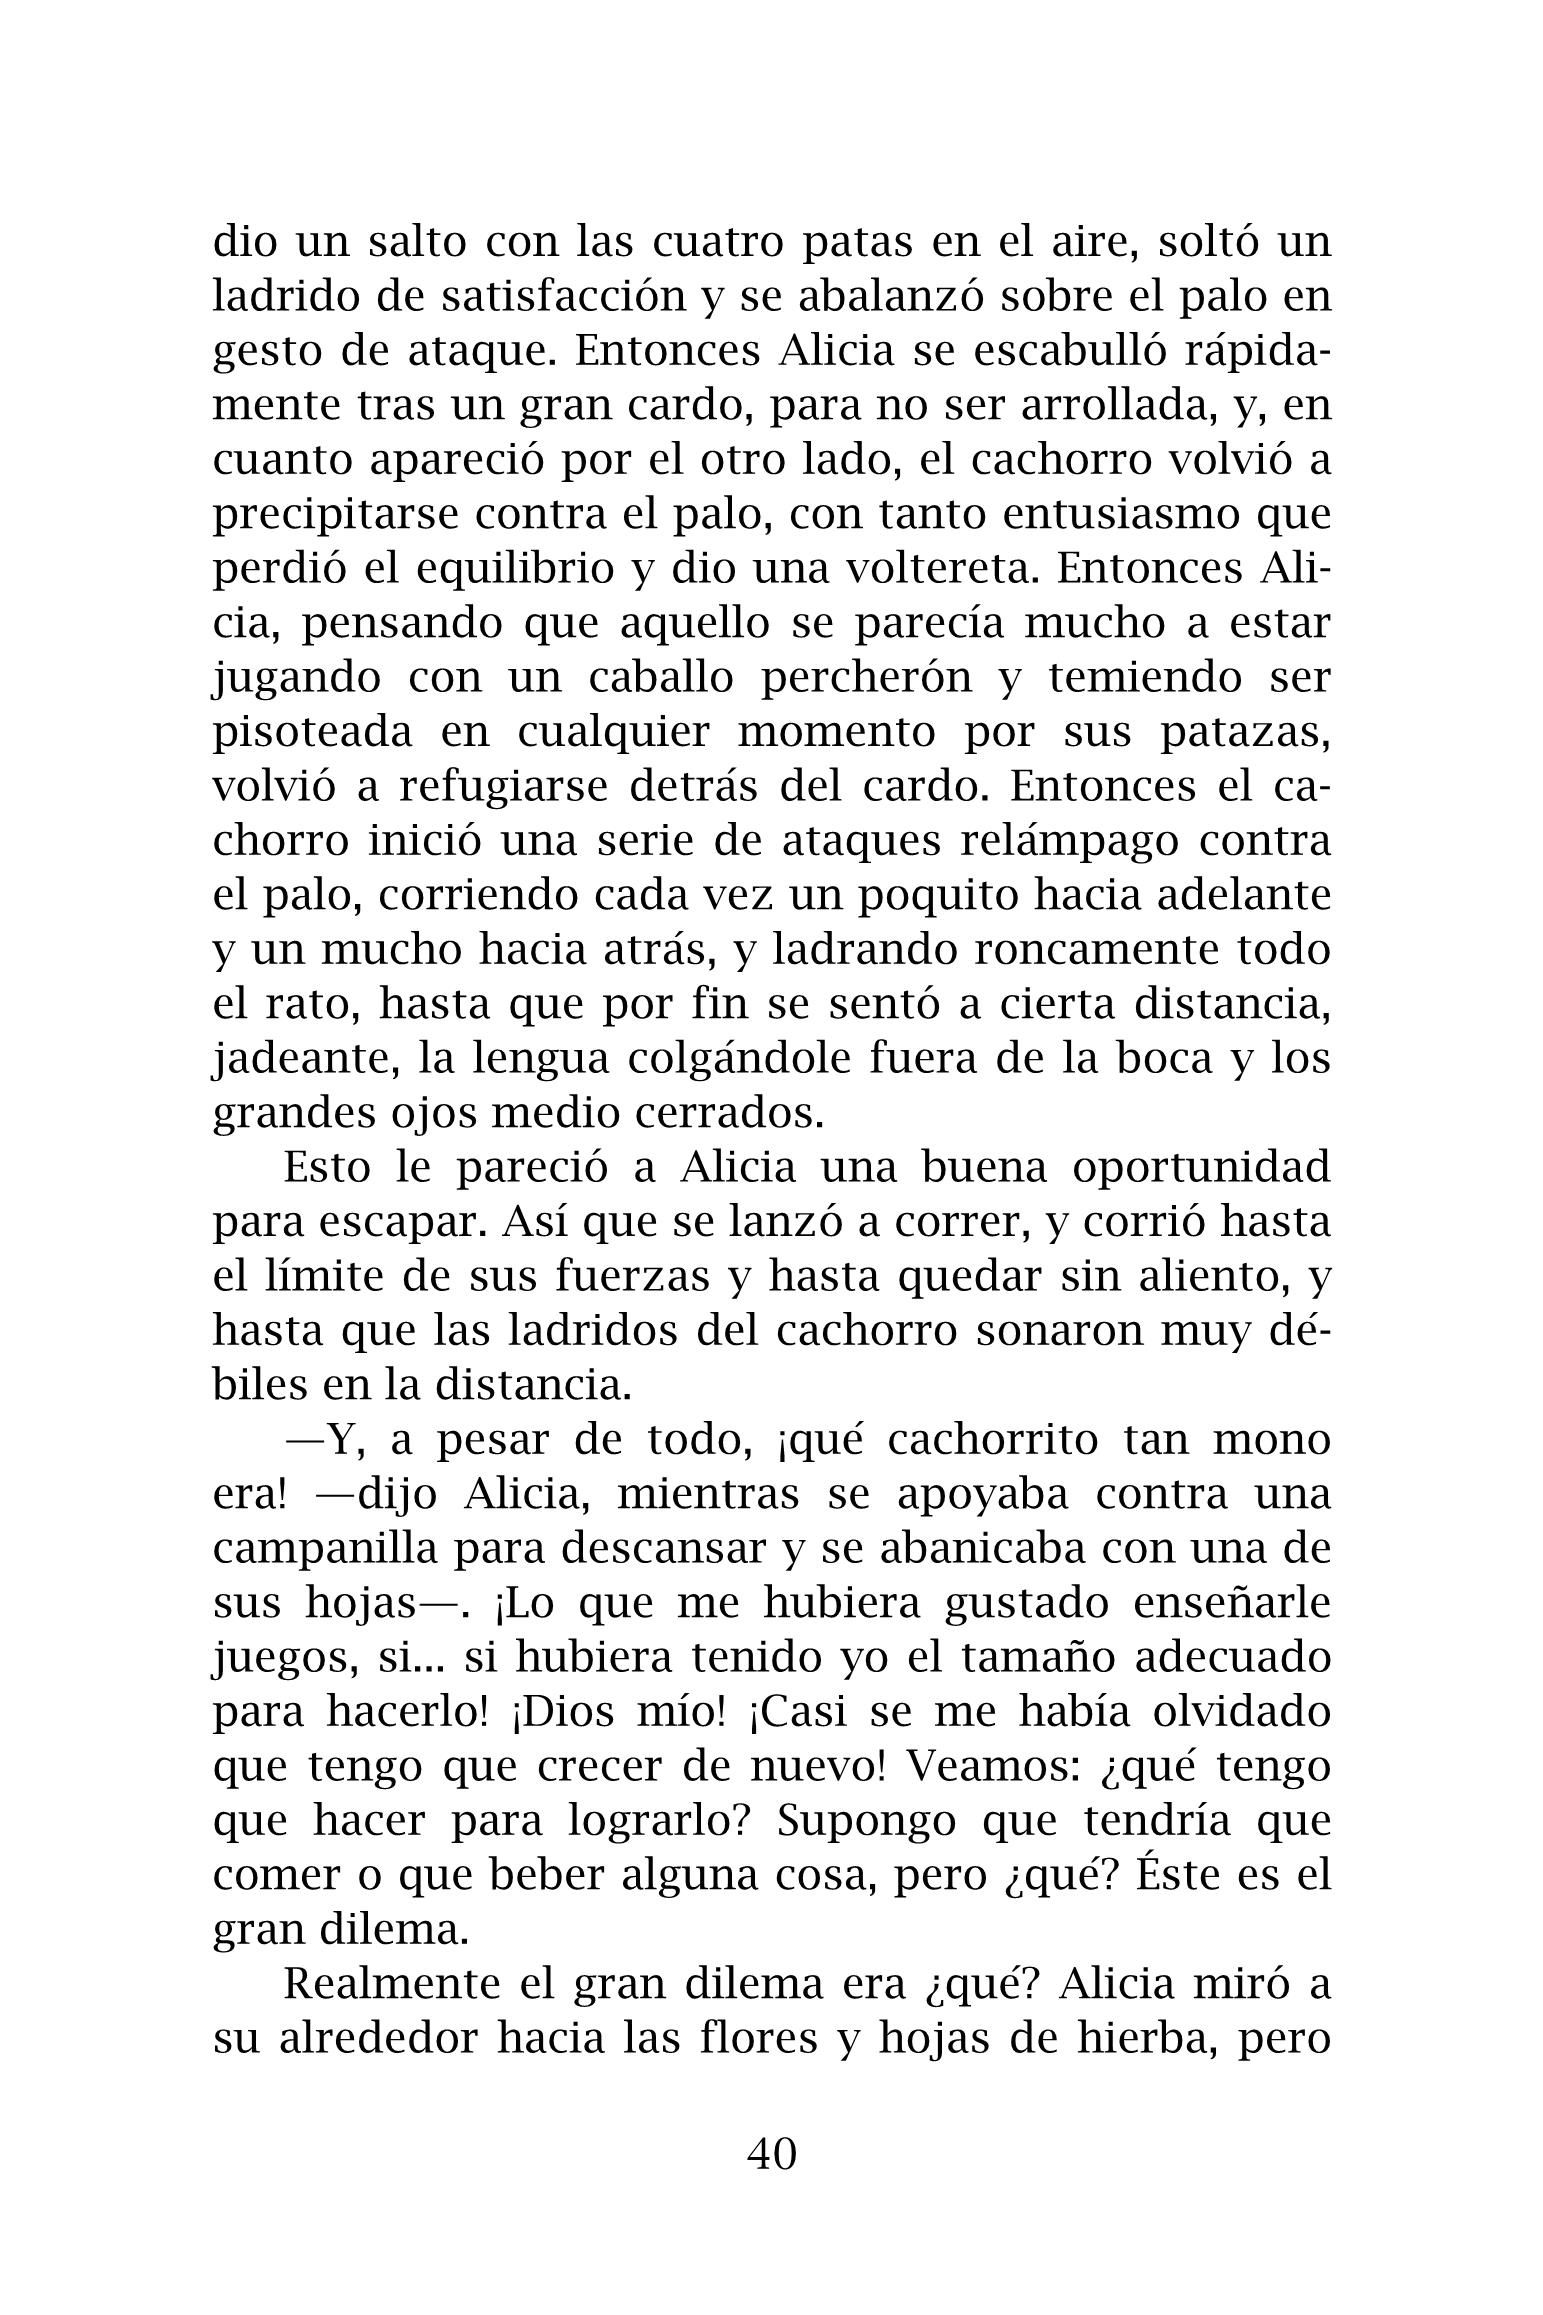 dio un salto con las cuatro patas en el aire, soltó un
ladrido de satisfacción y se abalanzó sobre el palo en
gesto de ataque. Entonces Alicia se escabulló rápida-
mente tras un gran cardo, para no ser arrollada, y, en
cuanto apareció por el otro lado, el cachorro volvió a
precipitarse contra el palo, con tanto entusiasmo que
perdió el equilibrio y dio una voltereta. Entonces Ali-
cia, pensando que aquello se parecía mucho a estar
jugando con un caballo percherón y temiendo ser
pisoteada en cualquier momento por sus patazas,
volvió a refugiarse detrás del cardo. Entonces el ca-
chorro inició una serie de ataques relámpago contra
el palo, corriendo cada vez un poquito hacia adelante
y un mucho hacia atrás, y ladrando roncamente todo
el rato, hasta que por fin se sentó a cierta distancia,
jadeante, la lengua colgándole fuera de la boca y los
grandes ojos medio cerrados.
Esto le pareció a Alicia una buena oportunidad
para escapar. Así que se lanzó a correr, y corrió hasta
el límite de sus fuerzas y hasta quedar sin aliento, y
hasta que las ladridos del cachorro sonaron muy dé-
biles en la distancia.
—Y, a pesar de todo, ¡qué cachorrito tan mono
era! —dijo Alicia, mientras se apoyaba contra una
campanilla para descansar y se abanicaba con una de
sus hojas—. ¡Lo que me hubiera gustado enseñarle
juegos, si... si hubiera tenido yo el tamaño adecuado
para hacerlo! ¡Dios mío! ¡Casi se me había olvidado
que tengo que crecer de nuevo! Veamos: ¿qué tengo
que hacer para lograrlo? Supongo que tendría que
comer o que beber alguna cosa, pero ¿qué? Éste es el
gran dilema.
Realmente el gran dilema era ¿qué? Alicia miró a
su alrededor hacia las flores y hojas de hierba, pero
40